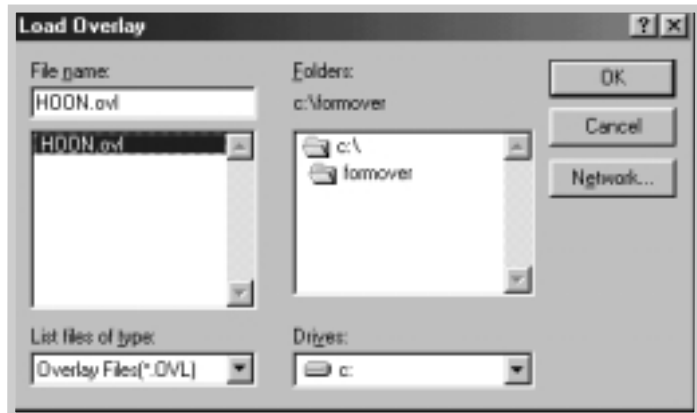 Load Overlay
File name:
HOON.ovl
HOON.ovl
List files of type:
Overlay Files(*.OVL)
Folders:
c:\formover
c:\
formover
Drives:
c:
OK
Cancel
Network...